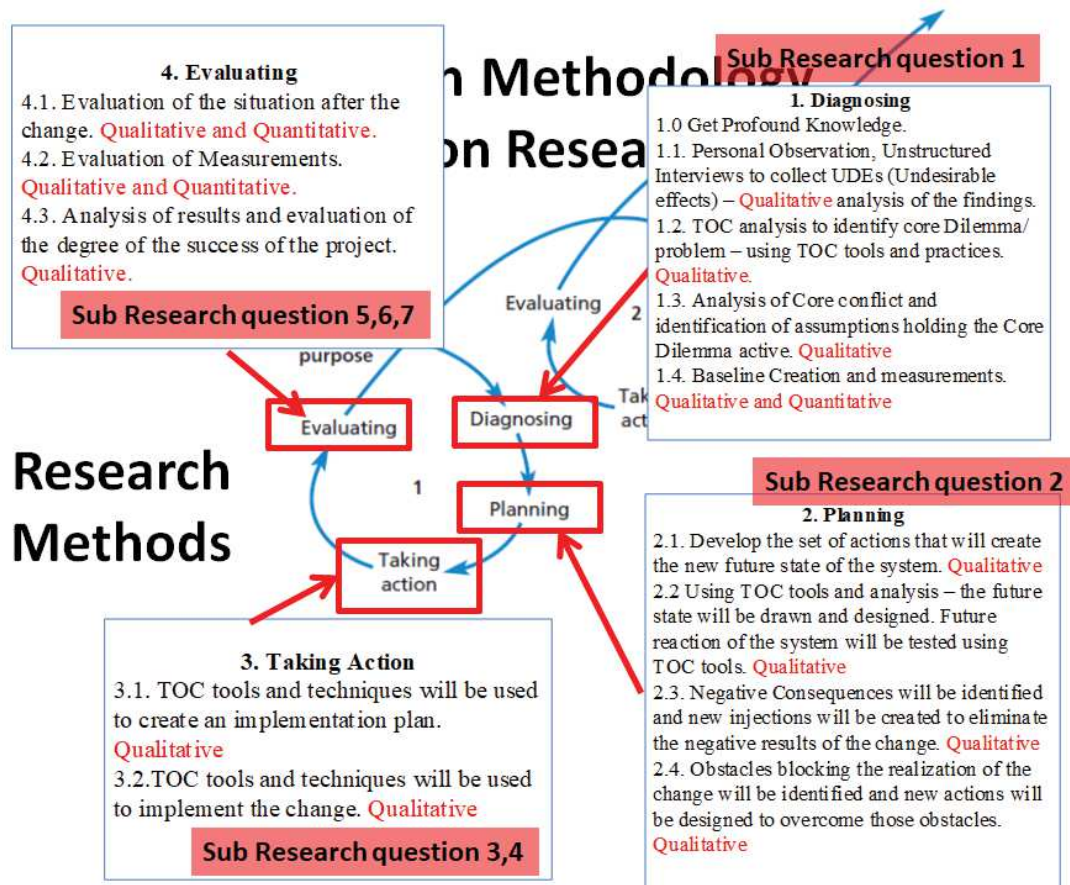 4. Evaluating
4.1. Evaluation of the situation after the
change. Qualitative and Quantitative.
4.2. Evaluation of Measurements.
Qualitative and Quantitative.
4.3. Analysis of results and evaluation of
the degree of the success of the project.
Qualitative.
Sub Research question 5,6,7
Methodology
Sub Research question 1
1. Diagnosing
1.0 Get Profound Knowledge.
1.1. Personal Observation, Unstructured
Interviews to collect UDEs (Undesirable
effects) – Qualitative analysis of the findings.
1.2. TOC analysis to identify core Dilemma/
problem – using TOC tools and practices.
Qualitative.
1.3. Analysis of Core conflict and
identification of assumptions holding the Core
Dilemma active. Qualitative
1.4. Baseline Creation and measurements.
Qualitative and Quantitative
Evaluating
2
purpose
Evaluating
Diagnosing
1
Planning
Taking
action
Research
Methods
Sub Research question 2
2. Planning
2.1. Develop the set of actions that will create
the new future state of the system. Qualitative
2.2 Using TOC tools and analysis – the future
state will be drawn and designed. Future
reaction of the system will be tested using
TOC tools. Qualitative
2.3. Negative Consequences will be identified
and new injections will be created to eliminate
the negative results of the change. Qualitative
2.4. Obstacles blocking the realization of the
change will be identified and new actions will
be designed to overcome those obstacles.
Qualitative
3. Taking Action
3.1. TOC tools and techniques will be used
to create an implementation plan.
Qualitative
3.2.TOC tools and techniques will be used
to implement the change. Qualitative
Sub Research question 3,4